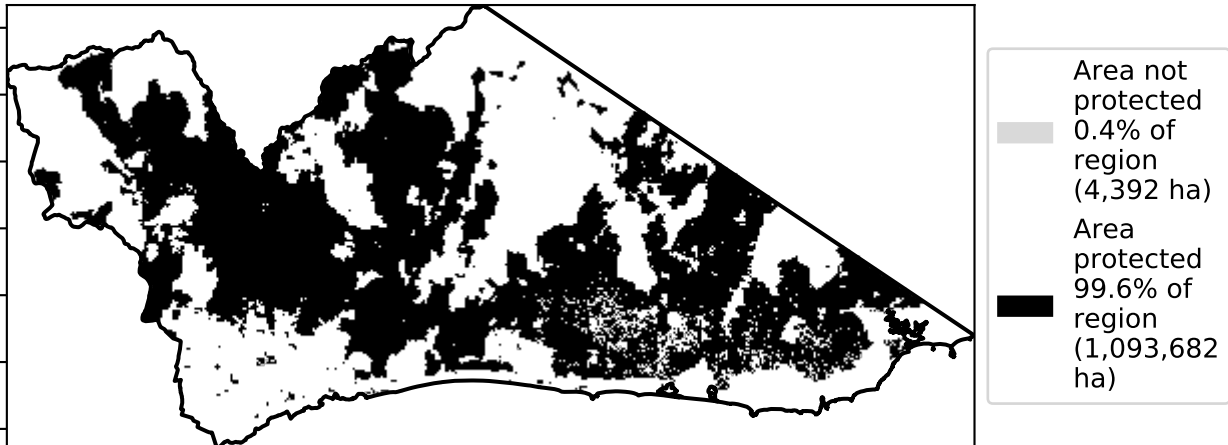 Area not
protected
0.4% of
region
(4,392 ha)
Area
protected
99.6% of
region
(1,093,682
ha)